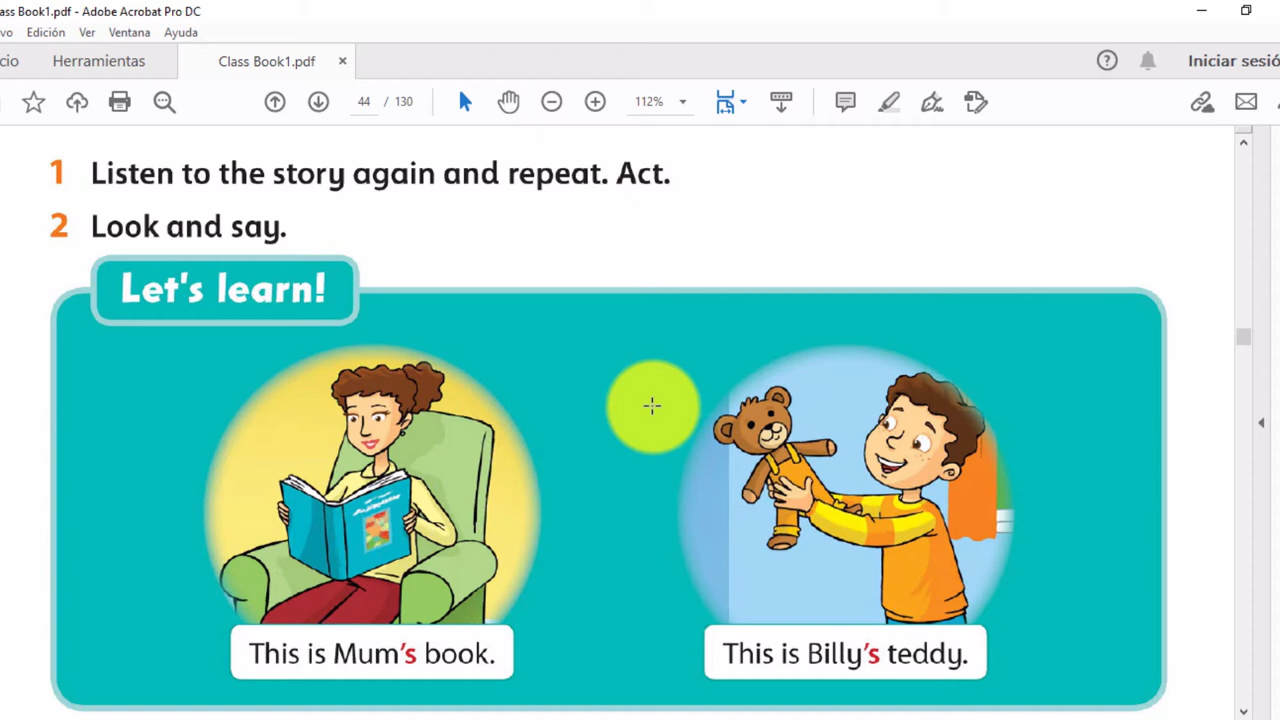 ass Book1.pdf - Adobe Acrobat Pro DC
vo Edición Ver Ventana Ayuda
cio Herramientas Class Book1.pdf × Iniciar sesió
44 / 130 112%
1 Listen to the story again and repeat. Act.
2 Look and say.
Let's learn!
This is Mum's book.
This is Billy's teddy.